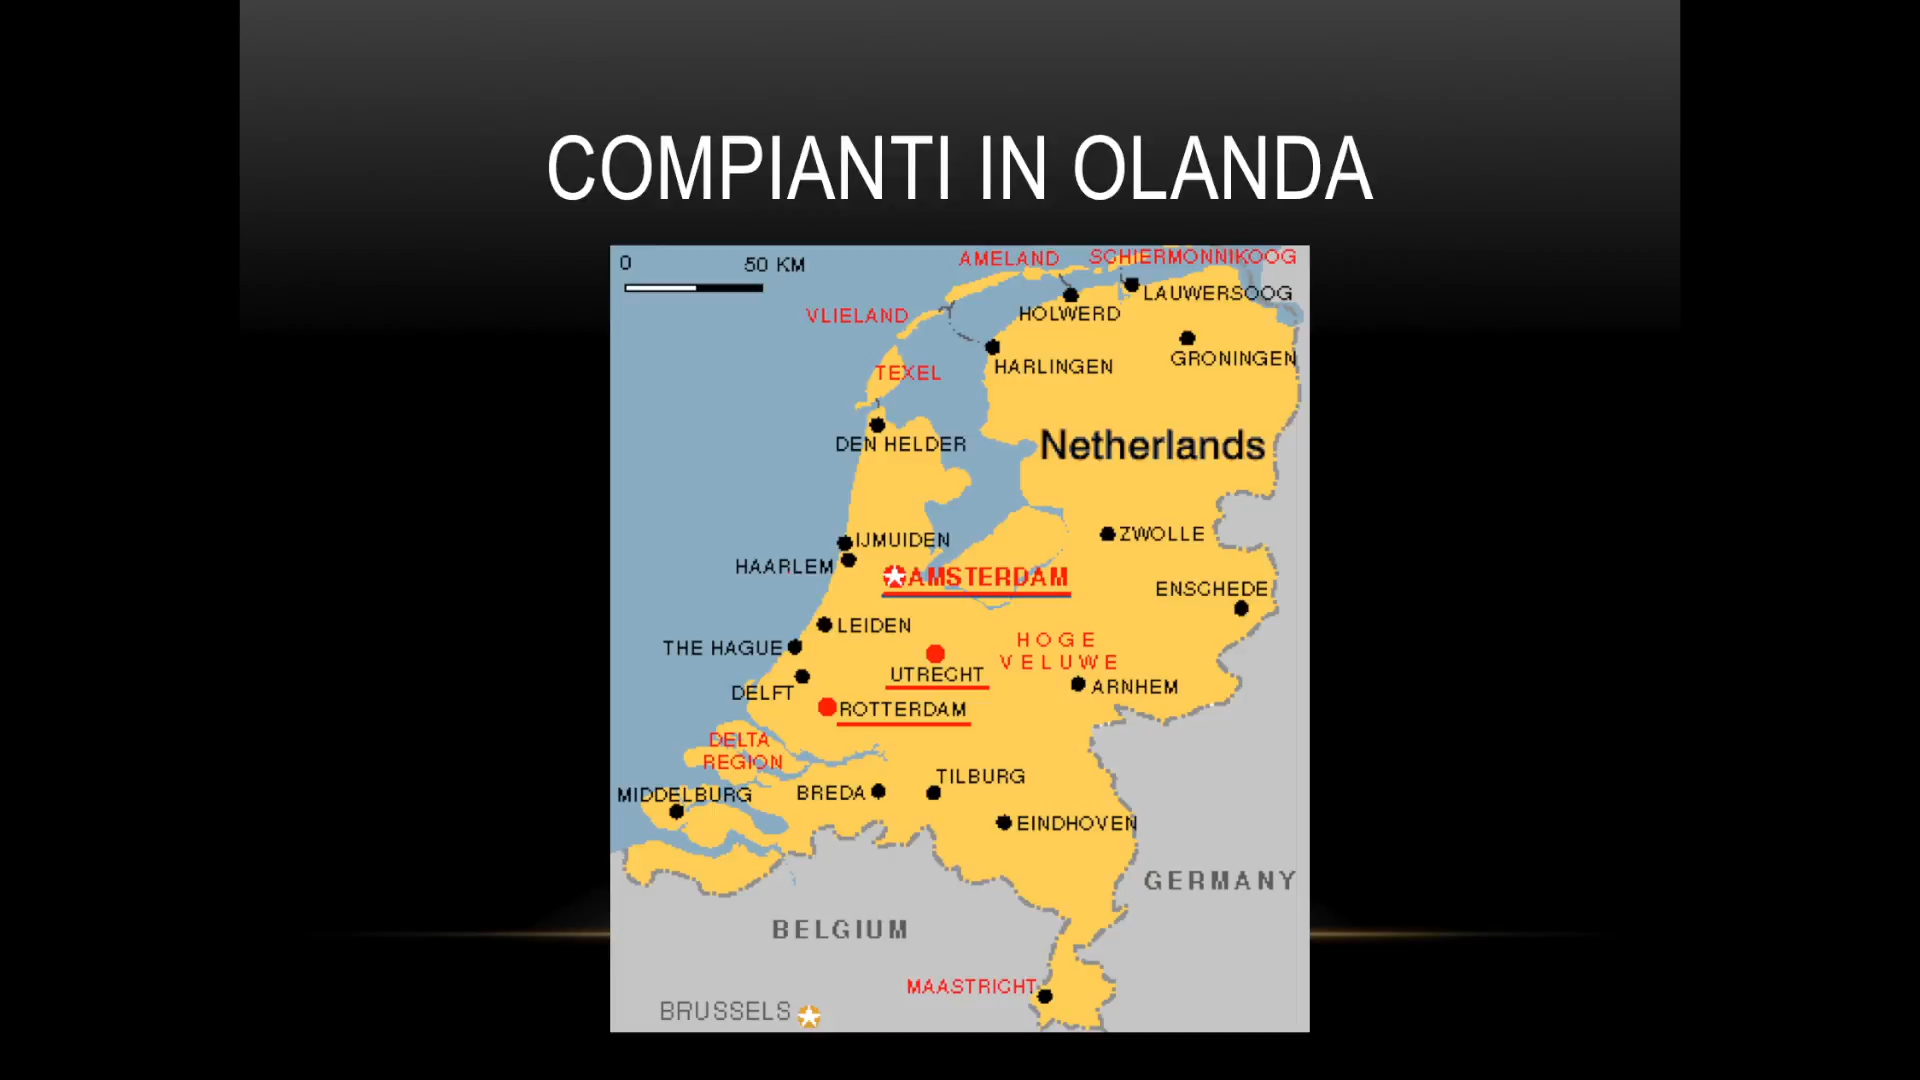 COMPIANTI IN OLANDA
0 50 KM
AMELAND
SCHIERMONNIKOOG
LAUWERSOOG
VLIELAND
HOLWERD
GRONINGEN
HARLINGEN
TEXEL
DEN HELDER
Netherlands
ZWOLLE
IJMUIDEN
HAARLEM
AMSTERDAM
ENSCHEDE
LEIDEN
THE HAGUE
HOGE
VELUWE
UTRECHT
ARNHEM
DELFT
ROTTERDAM
DELTA
REGION
TILBURG
MIDDELBURG
BREDA
EINDHOVEN
GERMANY
BELGIUM
MAASTRICHT
BRUSSELS